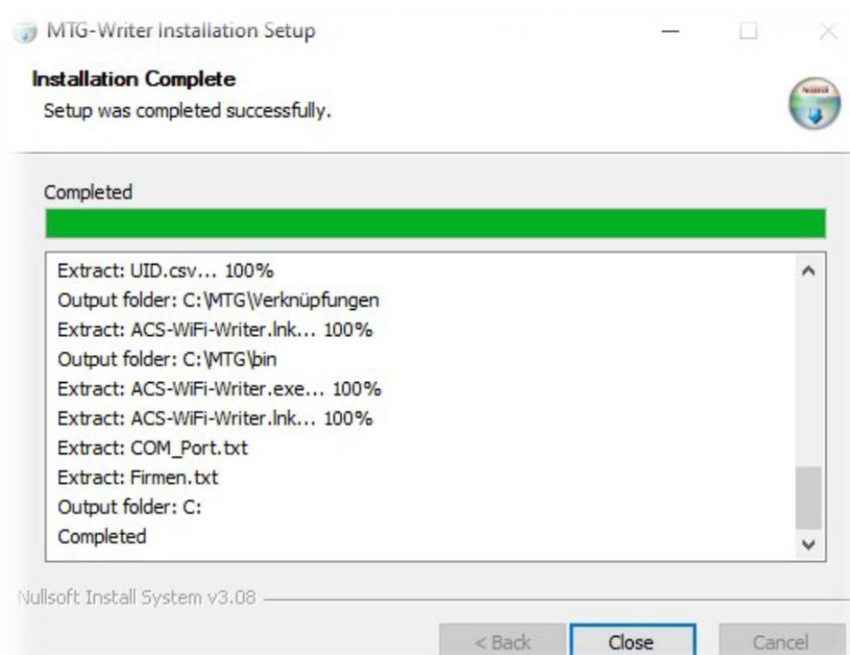 MTG-Writer Installation Setup
Installation Complete
Setup was completed successfully.
Completed
Extract: UID.csv... 100%
Output folder: C:\MTG\Verknüpfungen
Extract: ACS-WiFi-Writer.lnk... 100%
Output folder: C:\MTG\bin
Extract: ACS-WiFi-Writer.exe... 100%
Extract: ACS-WiFi-Writer.lnk... 100%
Extract: COM_Port.txt
Extract: Firmen.txt
Output folder: C:
Completed
Nullsoft Install System v3.08
< Back Close Cancel